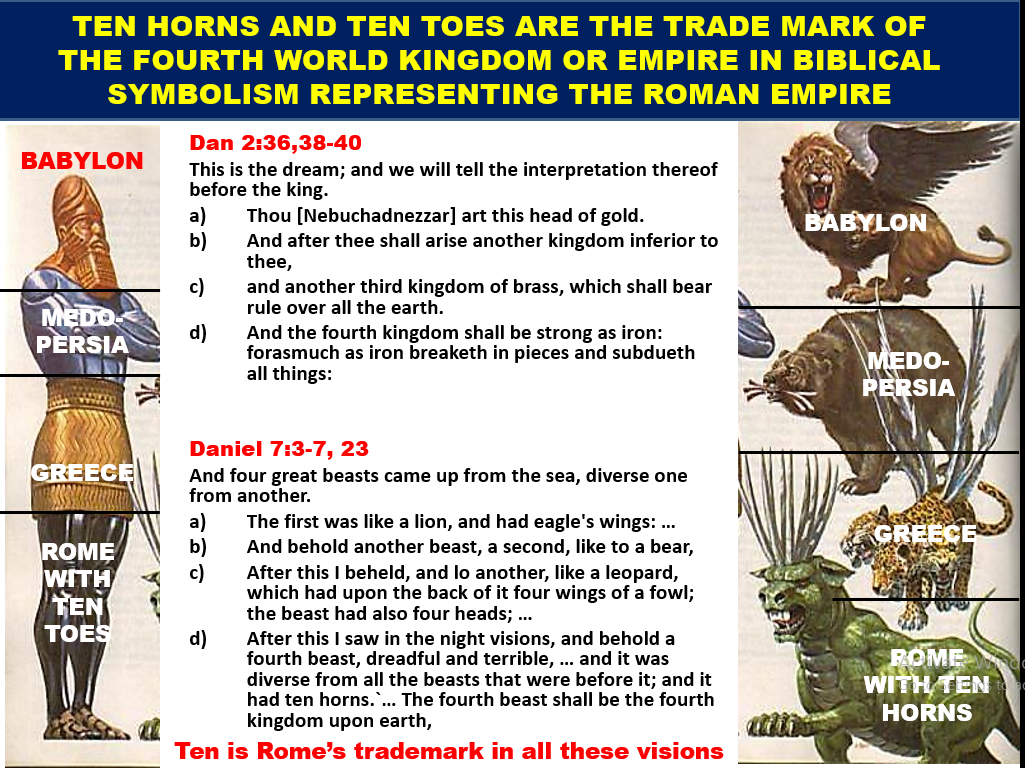 TEN HORNS AND TEN TOES ARE THE TRADE MARK OF
THE FOURTH WORLD KINGDOM OR EMPIRE IN BIBLICAL
SYMBOLISM REPRESENTING THE ROMAN EMPIRE
BABYLON
MEDO-
PERSIA
GREECE
ROME
WITH
TEN
TOES
Dan 2:36,38-40
This is the dream; and we will tell the interpretation thereof
before the king.
a) Thou [Nebuchadnezzar] art this head of gold.
b) And after thee shall arise another kingdom inferior to
thee,
c) and another third kingdom of brass, which shall bear
rule over all the earth.
d) And the fourth kingdom shall be strong as iron:
forasmuch as iron breaketh in pieces and subdueth
all things:
Daniel 7:3-7, 23
And four great beasts came up from the sea, diverse one
from another.
a) The first was like a lion, and had eagle's wings: ...
b) And behold another beast, a second, like to a bear,
c) After this I beheld, and lo another, like a leopard,
which had upon the back of it four wings of a fowl;
the beast had also four heads; ...
d) After this I saw in the night visions, and behold a
fourth beast, dreadful and terrible, ... and it was
diverse from all the beasts that were before it; and it
had ten horns.`... The fourth beast shall be the fourth
kingdom upon earth,
Ten is Rome’s trademark in all these visions
BABYLON
MEDO-
PERSIA
GREECE
ROME
WITH TEN
HORNS